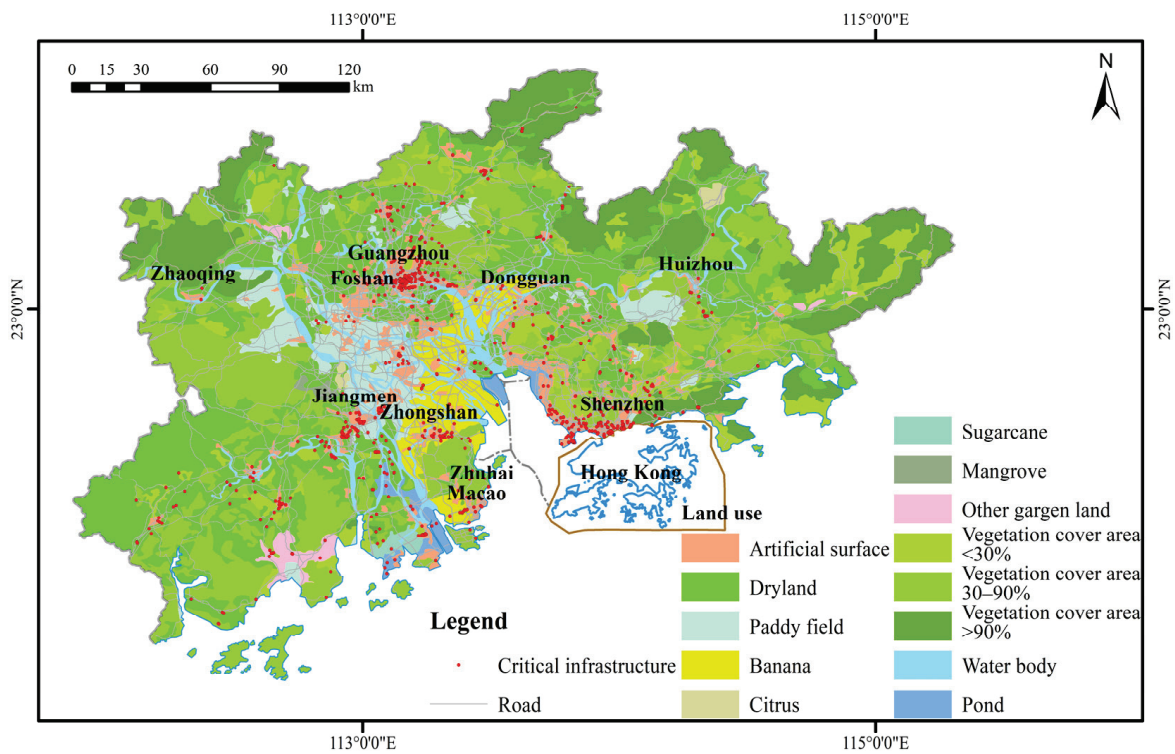 113°0'0"E 115°0'0"E
0 15 30 60 90 120
km
N
Guangzhou
Zhaoqing Foshan Dongguan Huizhou
23°0'0"N 23°0'0"N
Jiangmen
Zhongshan Shenzhen
Zhuhai Hong Kong
Macao
Land use
Legend
Critical infrastructure
Road
Artificial surface
Dryland
Paddy field
Banana
Citrus
Sugarcane
Mangrove
Other gargen land
Vegetation cover area
<30%
Vegetation cover area
30–90%
Vegetation cover area
>90%
Water body
Pond
113°0'0"E 115°0'0"E